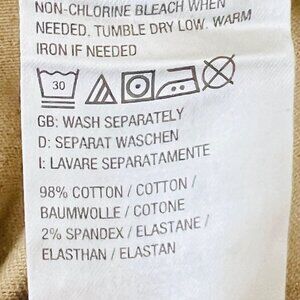 NON-CHLORINE BLEACH WHEN
NEEDED. TUMBLE DRY LOW. WARM
IRON IF NEEDED
30
GB: WASH SEPARATELY
D: SEPARAT WASCHEN
I: LAVARE SEPARATAMENTE
98% COTTON / COTTON /
BAUMWOLLE / COTONE
2% SPANDEX / ELASTANE /
ELASTHAN / ELASTAN